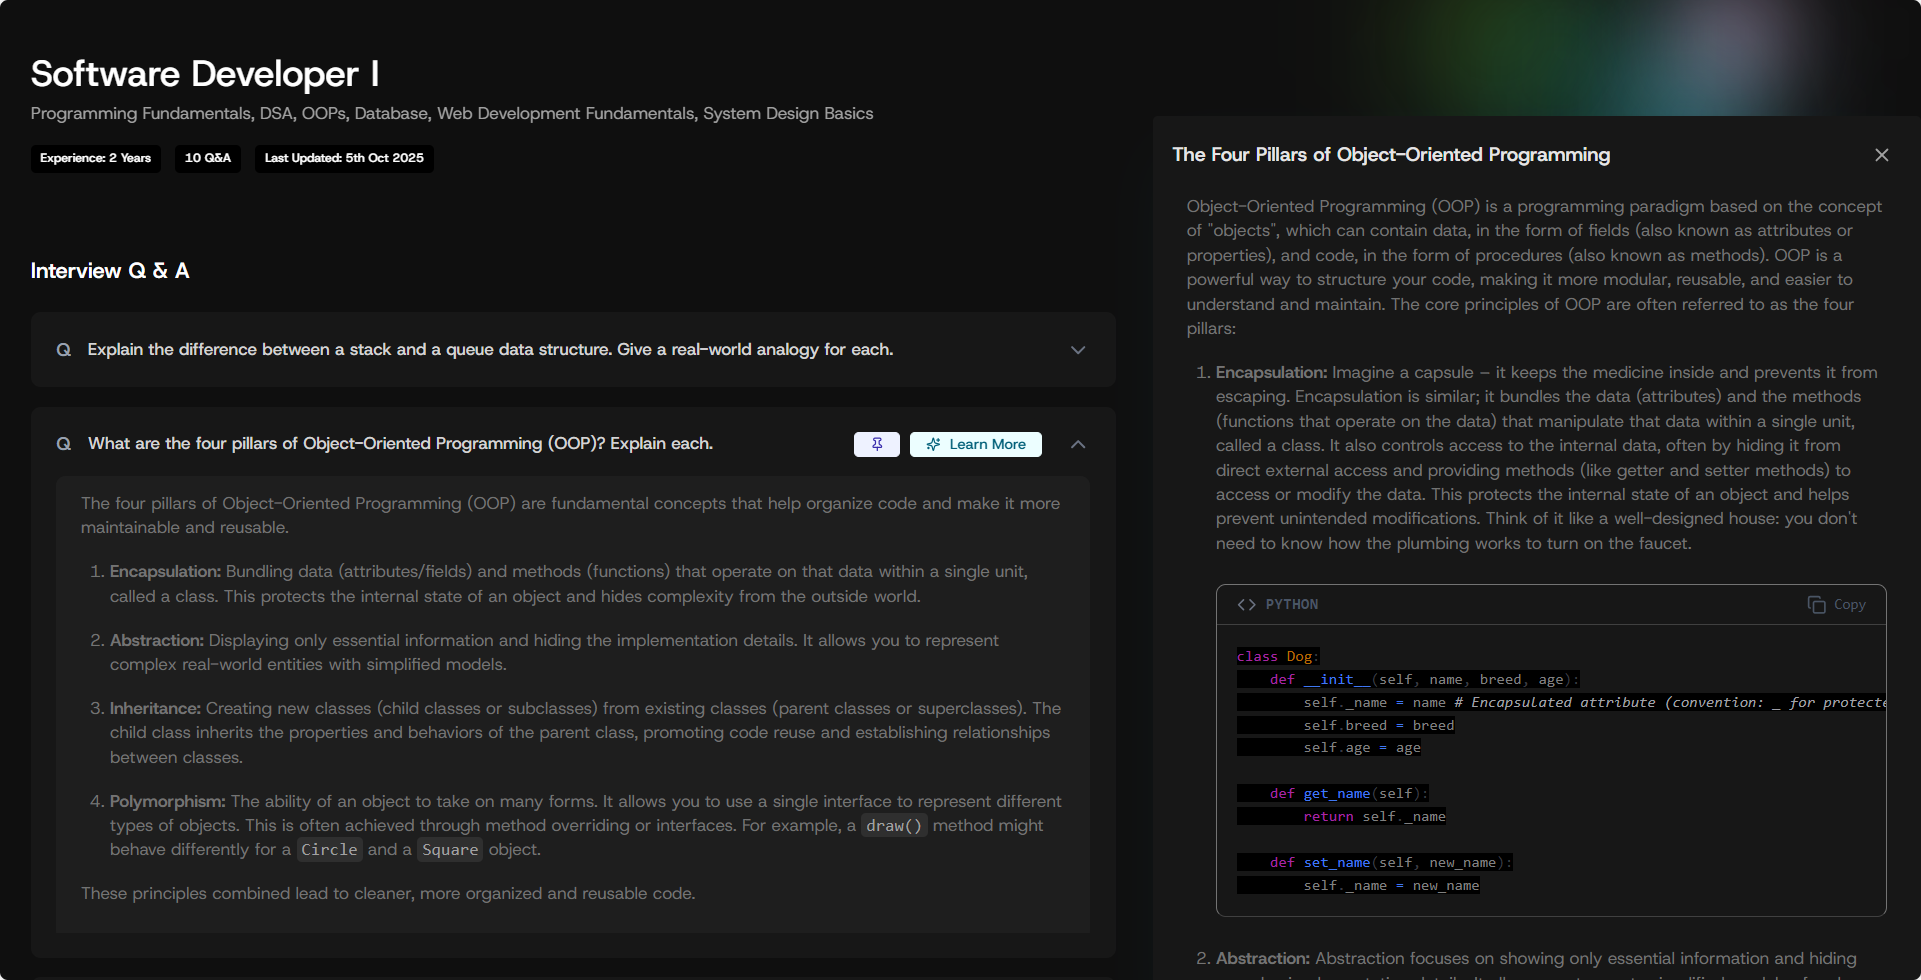 Software Developer I
Programming Fundamentals, DSA, OOPs, Database, Web Development Fundamentals, System Design Basics
Experience: 2 Years
10 Q&A
Last Updated: 5th Oct 2025
Interview Q & A
Q Explain the difference between a stack and a queue data structure. Give a real-world analogy for each.
Q What are the four pillars of Object-Oriented Programming (OOP)? Explain each.
Learn More
The four pillars of Object-Oriented Programming (OOP) are fundamental concepts that help organize code and make it more
maintainable and reusable.
1. Encapsulation: Bundling data (attributes/fields) and methods (functions) that operate on that data within a single unit,
called a class. This protects the internal state of an object and hides complexity from the outside world.
2. Abstraction: Displaying only essential information and hiding the implementation details. It allows you to represent
complex real-world entities with simplified models.
3. Inheritance: Creating new classes (child classes or subclasses) from existing classes (parent classes or superclasses). The
child class inherits the properties and behaviors of the parent class, promoting code reuse and establishing relationships
between classes.
4. Polymorphism: The ability of an object to take on many forms. It allows you to use a single interface to represent different
types of objects. This is often achieved through method overriding or interfaces. For example, a draw() method might
behave differently for a Circle and a Square object.
These principles combined lead to cleaner, more organized and reusable code.
The Four Pillars of Object-Oriented Programming
Object-Oriented Programming (OOP) is a programming paradigm based on the concept
of "objects", which can contain data, in the form of fields (also known as attributes or
properties), and code, in the form of procedures (also known as methods). OOP is a
powerful way to structure your code, making it more modular, reusable, and easier to
understand and maintain. The core principles of OOP are often referred to as the four
pillars:
1. Encapsulation: Imagine a capsule – it keeps the medicine inside and prevents it from
escaping. Encapsulation is similar; it bundles the data (attributes) and the methods
(functions that operate on the data) that manipulate that data within a single unit,
called a class. It also controls access to the internal data, often by hiding it from
direct external access and providing methods (like getter and setter methods) to
access or modify the data. This protects the internal state of an object and helps
prevent unintended modifications. Think of it like a well-designed house: you don't
need to know how the plumbing works to turn on the faucet.
<> PYTHON
Copy
class Dog:
def __init__(self, name, breed, age):
self._name = name # Encapsulated attribute (convention: _ for protecte
self.breed = breed
self.age = age
def get_name(self):
return self._name
def set_name(self, new_name):
self._name = new_name
2. Abstraction: Abstraction focuses on showing only essential information and hiding